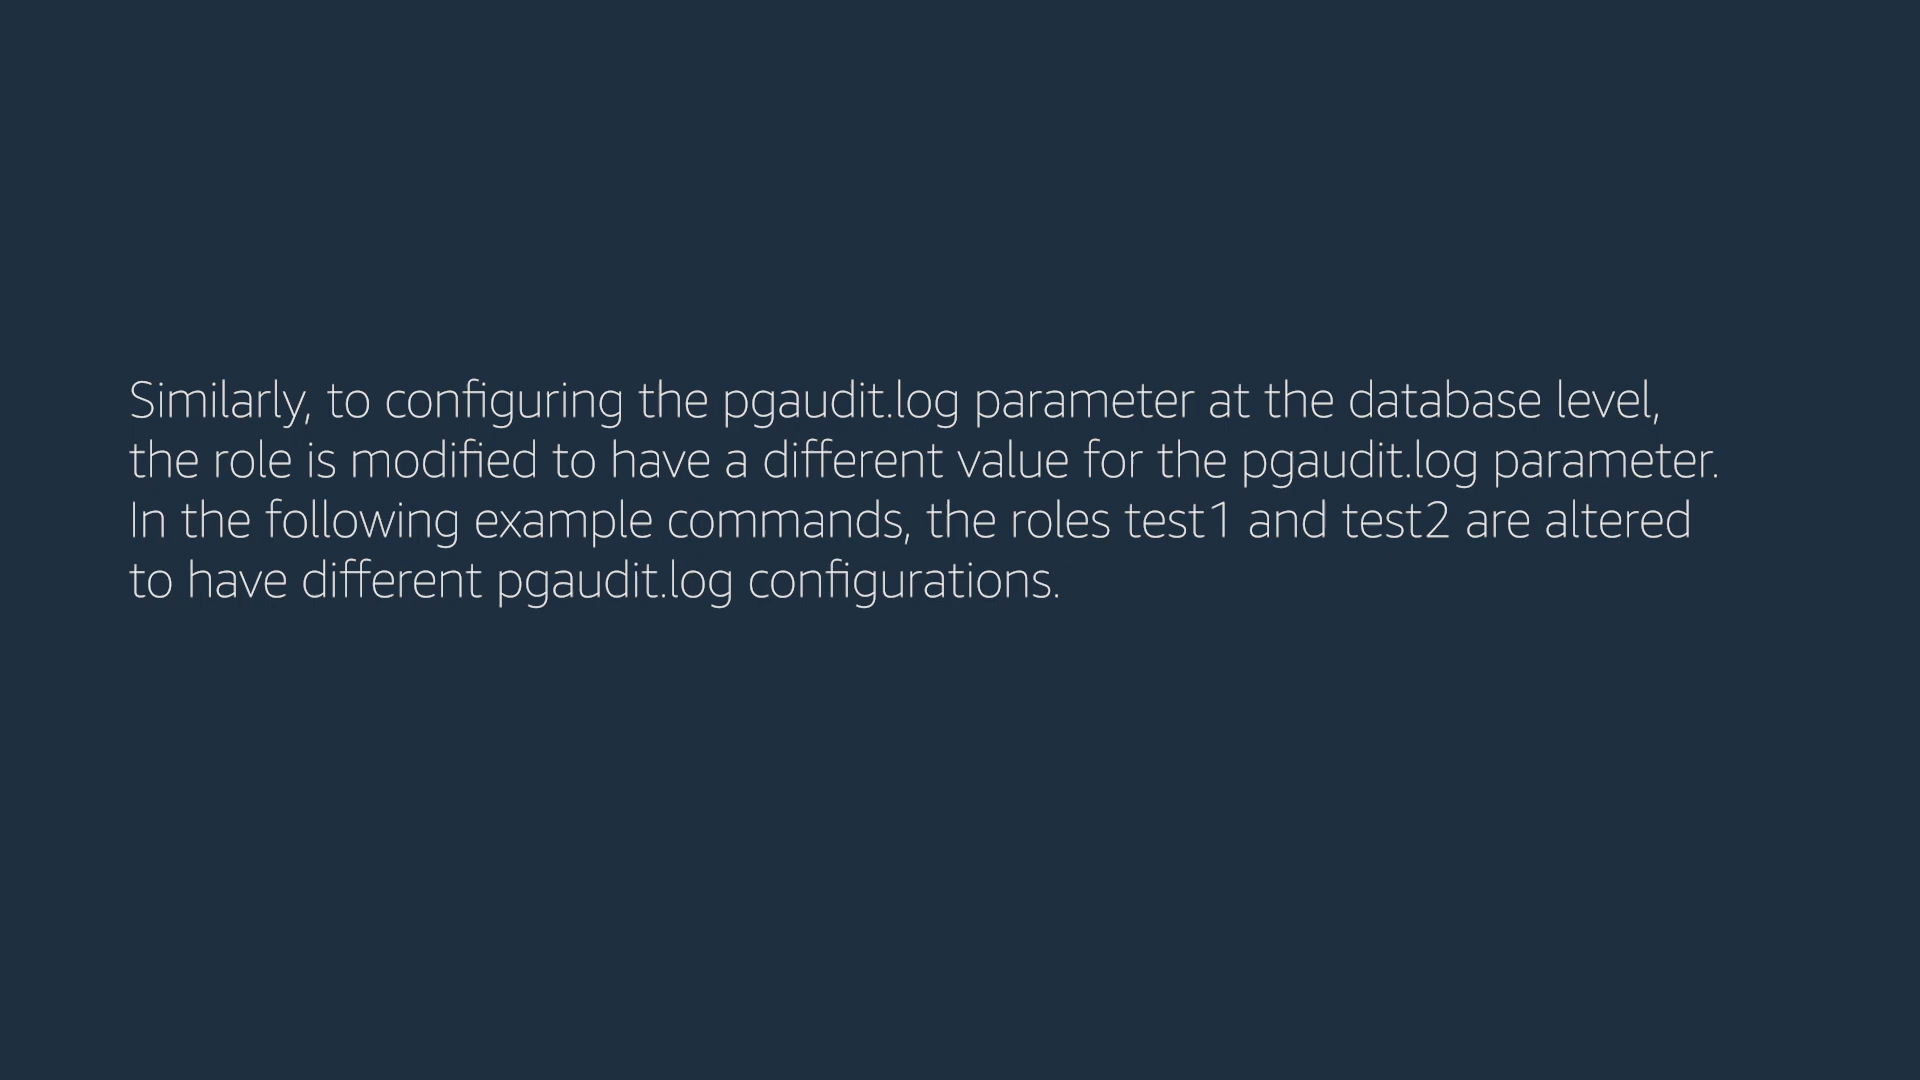 Similarly, to configuring the pgaudit.log parameter at the database level,
the role is modified to have a different value for the pgaudit.log parameter.
In the following example commands, the roles test1 and test2 are altered
to have different pgaudit.log configurations.